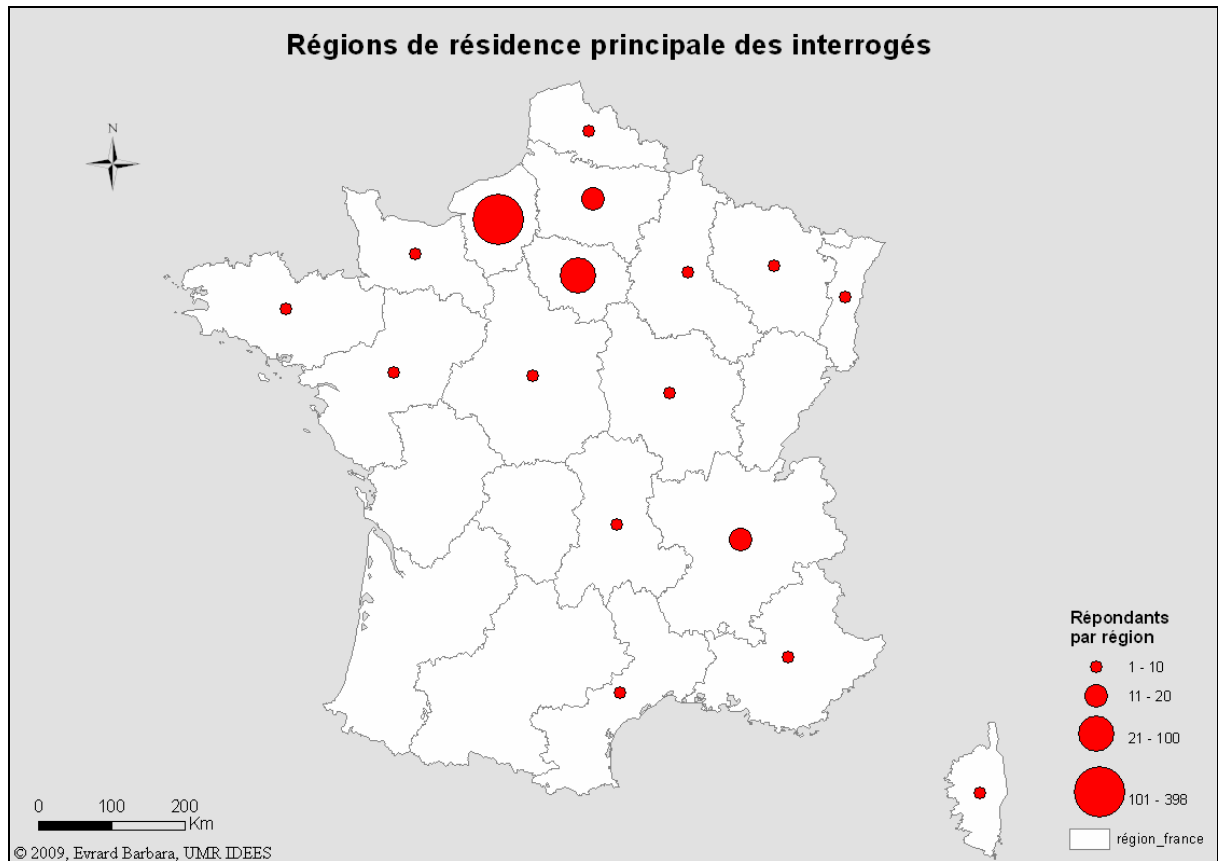 Régions de résidence principale des interrogés
N
Répondants
par région
1 - 10
11 - 20
21 - 100
101 - 398
région_france
0 100 200
Km
© 2009, Evrard Barbara, UMR IDEES